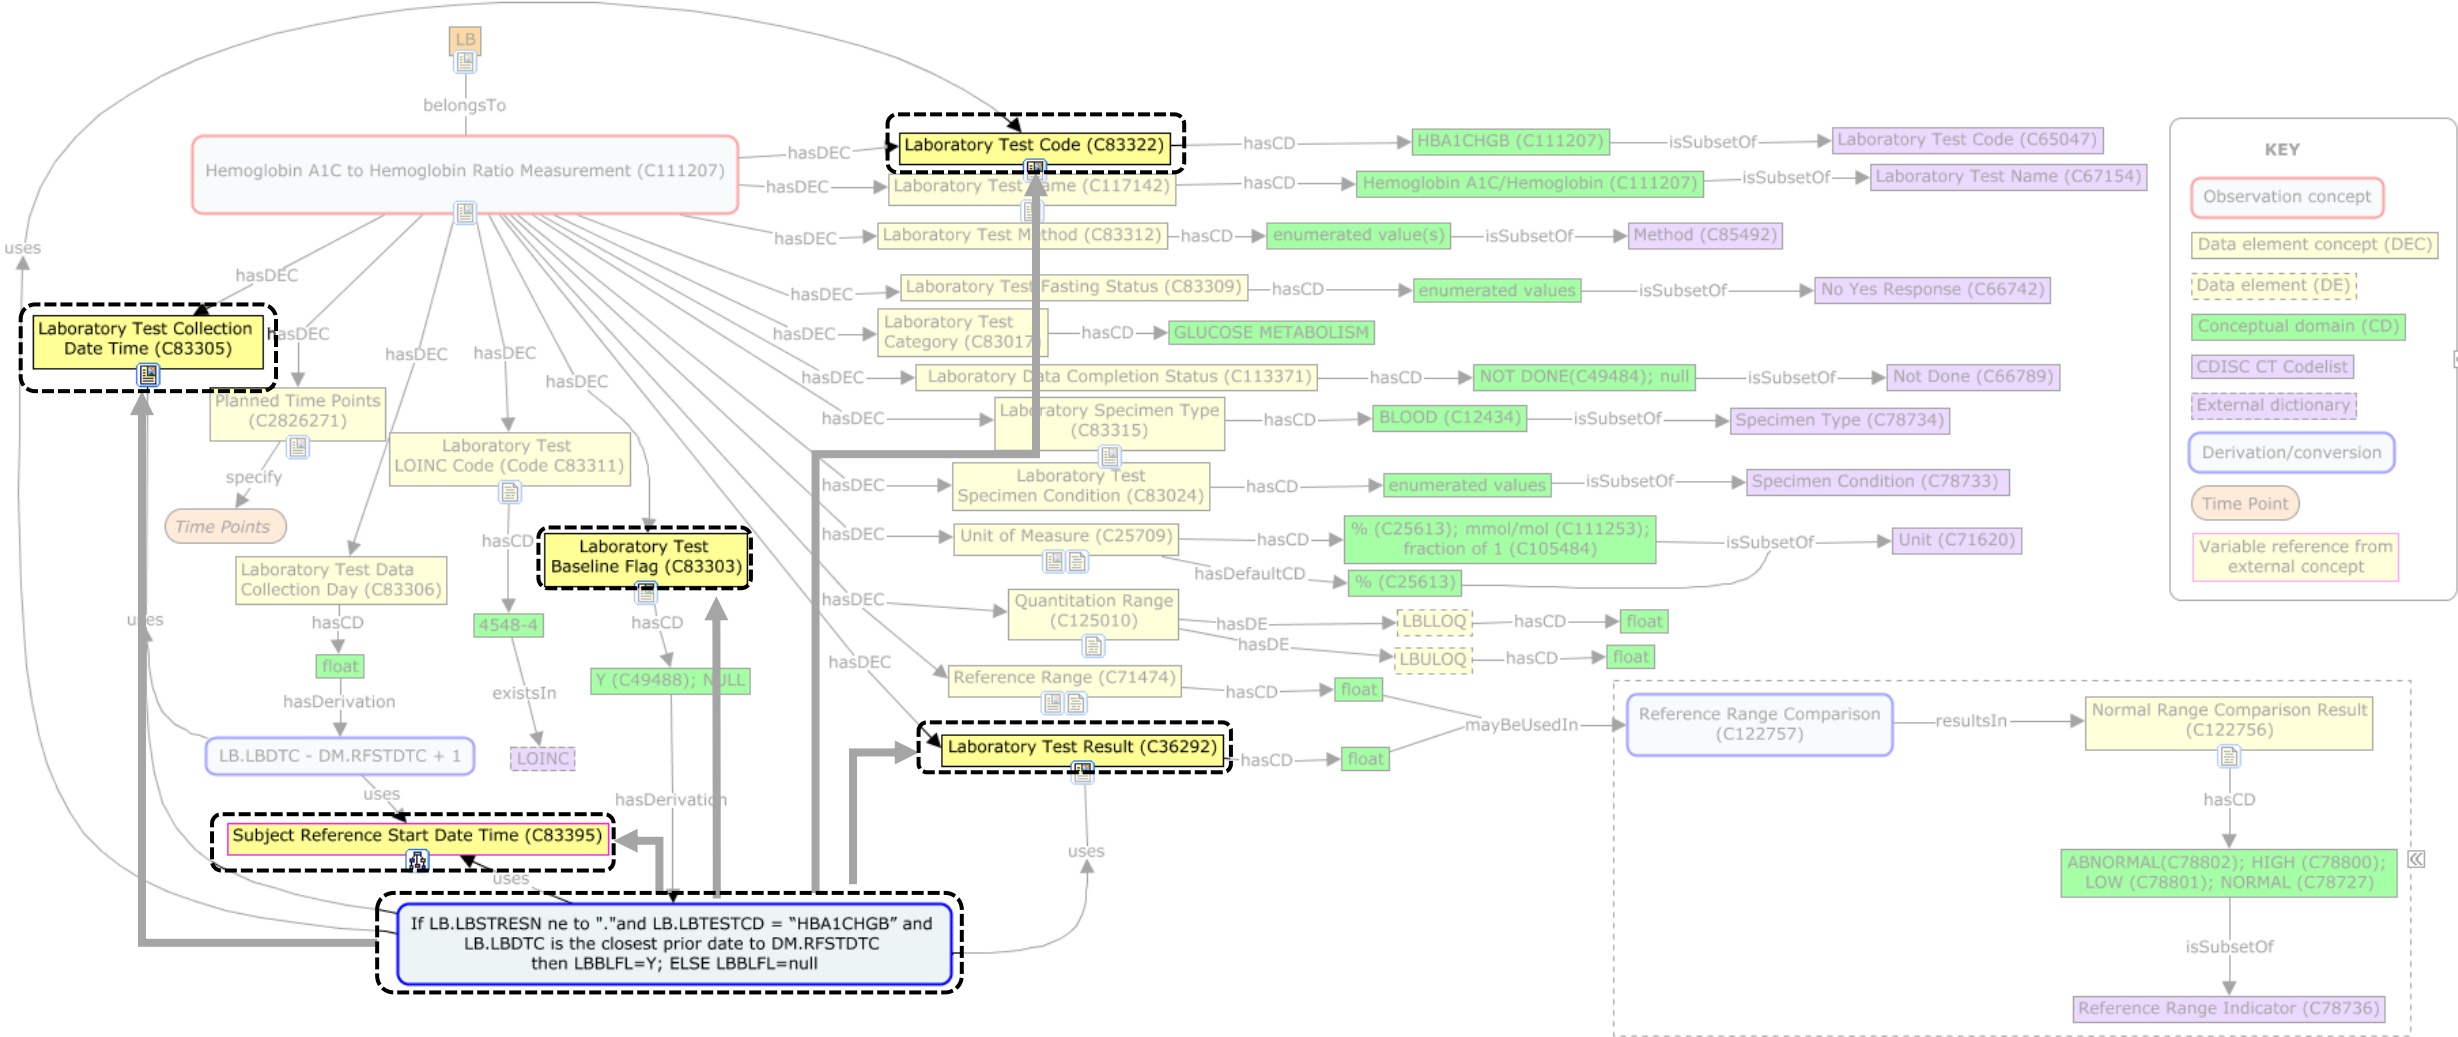 LB
belongsTo
Hemoglobin A1C to Hemoglobin Ratio Measurement (C111207)
uses
hasDEC
Laboratory Test Code (C83322)
hasCD
HBA1CHGB (C111207)
isSubsetOf
Laboratory Test Code (C65047)
hasDEC
Laboratory Test Name (C117142)
hasCD
Hemoglobin A1C/Hemoglobin (C111207)
isSubsetOf
Laboratory Test Name (C67154)
hasDEC
Laboratory Test Method (C83312)
hasCD
enumerated value(s)
isSubsetOf
Method (C85492)
hasDEC
Laboratory Test Fasting Status (C83309)
hasCD
enumerated values
isSubsetOf
No Yes Response (C66742)
hasDEC
Laboratory Test
Category (C83017)
hasCD
GLUCOSE METABOLISM
hasDEC
Laboratory Data Completion Status (C113371)
hasCD
NOT DONE(C49484); null
isSubsetOf
Not Done (C66789)
hasDEC
Laboratory Specimen Type
(C83315)
hasCD
BLOOD (C12434)
isSubsetOf
Specimen Type (C78734)
hasDEC
Laboratory Test
Specimen Condition (C83024)
hasCD
enumerated values
isSubsetOf
Specimen Condition (C78733)
hasDEC
Unit of Measure (C25709)
hasCD
% (C25613); mmol/mol (C111253);
fraction of 1 (C105484)
isSubsetOf
Unit (C71620)
hasDefaultCD
% (C25613)
hasDEC
Quantitation Range
(C125010)
hasDE
LBLLOQ
hasCD
float
hasDE
LBULOQ
hasCD
float
hasDEC
Reference Range (C71474)
hasCD
float
mayBeUsedIn
Reference Range Comparison
(C122757)
resultsIn
Normal Range Comparison Result
(C122756)
hasCD
ABNORMAL(C78802); HIGH (C78800);
LOW (C78801); NORMAL (C78727)
isSubsetOf
Reference Range Indicator (C78736)
Laboratory Test Result (C36292)
hasCD
float
uses
hasDEC
Laboratory Test Collection
Date Time (C83305)
hasDEC
Planned Time Points
(C2826271)
specify
Time Points
hasDEC
Laboratory Test Data
Collection Day (C83306)
hasCD
float
hasDerivation
LB.LBDTC - DM.RFSTDTC + 1
uses
uses
Subject Reference Start Date Time (C83395)
uses
hasDEC
Laboratory Test
LOINC Code (Code C83311)
hasCD
4548-4
existsIn
LOINC
hasDEC
Laboratory Test
Baseline Flag (C83303)
hasCD
Y (C49488); NULL
hasDerivation
If LB.LBSTRESN ne to "."and LB.LBTESTCD = “HBA1CHGB” and
LB.LBDTC is the closest prior date to DM.RFSTDTC
then LBBLFL=Y; ELSE LBBLFL=null
KEY
Observation concept
Data element concept (DEC)
Data element (DE)
Conceptual domain (CD)
CDISC CT Codelist
External dictionary
Derivation/conversion
Time Point
Variable reference from
external concept